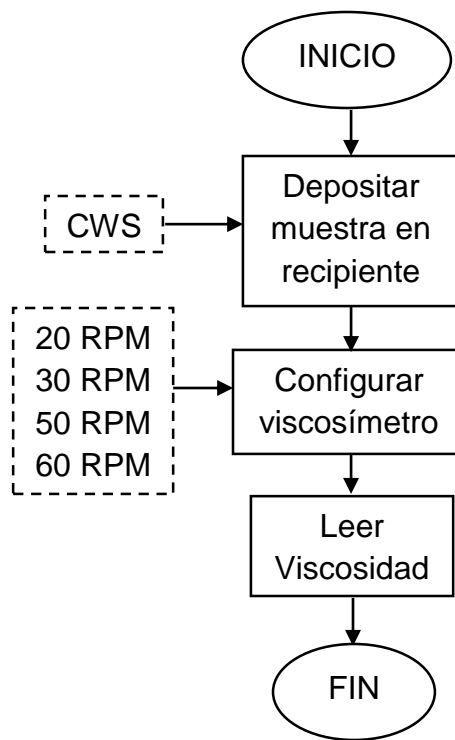 INICIO
Depositar
muestra en
recipiente
CWS
20 RPM
30 RPM
50 RPM
60 RPM
Configurar
viscosímetro
Leer
Viscosidad
FIN